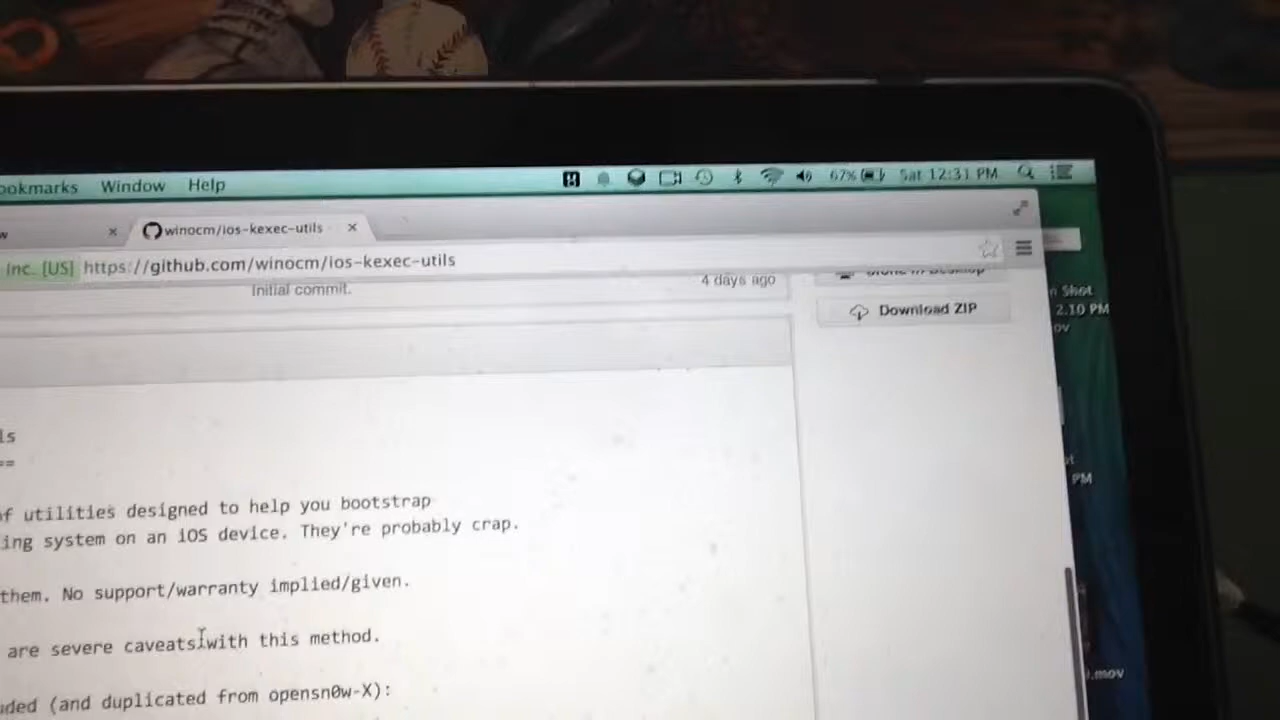 ookmarks Window Help 67% Sat 12:31 PM
w winocm/ios-kexec-utils
Inc. [US] https://github.com/winocm/ios-kexec-utils
Initial commit. 4 days ago
Download ZIP
n Shot
2.10 PM
ov
ls
==
of utilities designed to help you bootstrap
ing system on an iOS device. They're probably crap.
PM
them. No support/warranty implied/given.
are severe caveats with this method.
uded (and duplicated from opensn0w-X):
.mov